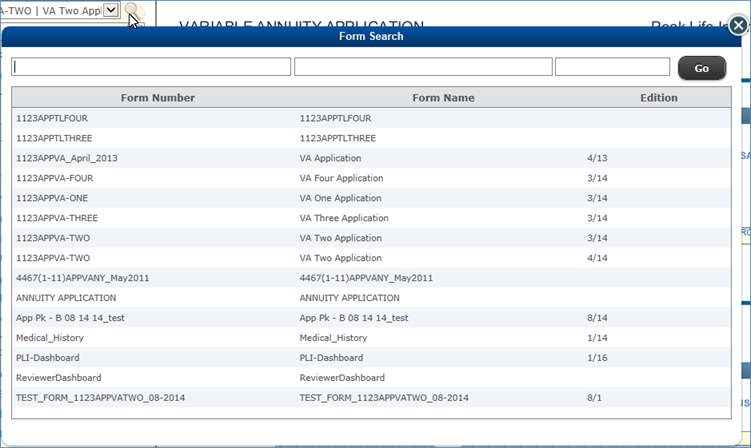 A-TWO | VA Two Appl
VARIABLE ANNUITY APPLICATION
Form Search
Go
Form Number Form Name Edition
1123APPTLFOUR 1123APPTLFOUR
1123APPTLTHREE 1123APPTLTHREE
1123APPVA_April_2013 VA Application 4/13
1123APPVA-FOUR VA Four Application 3/14
1123APPVA-ONE VA One Application 3/14
1123APPVA-THREE VA Three Application 3/14
1123APPVA-TWO VA Two Application 3/14
1123APPVA-TWO VA Two Application 4/14
4467(1-11)APPVANY_May2011 4467(1-11)APPVANY_May2011
ANNUITY APPLICATION ANNUITY APPLICATION
App Pk - B 08 14 14_test App Pk - B 08 14 14_test 8/14
Medical_History Medical_History 1/14
PLI-Dashboard PLI-Dashboard 1/16
ReviewerDashboard ReviewerDashboard
TEST_FORM_1123APPVATWO_08-2014 TEST_FORM_1123APPVATWO_08-2014 8/1